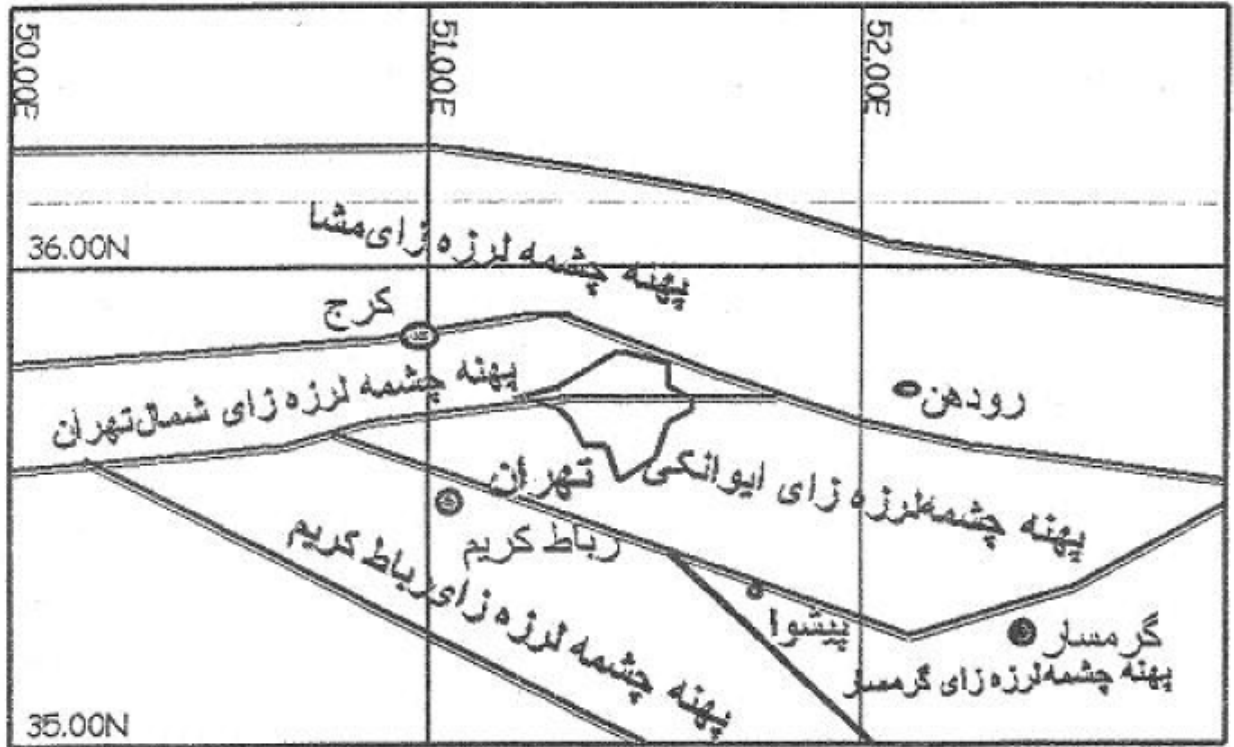 50,00E
51,00E
52,00E
پهنه چشمه لرزه زای مشا
36.00N
کرج
پهنه چشمه لرزه زای شمال تهران
رودهن
تهران
پهنه چشمه لرزه زای ایوانکی
رباط کریم
پهنه چشمه لرزه زای رباط کریم
پیشوا
گرمسار
پهنه چشمه لرزه زای گرمسار
35.00N